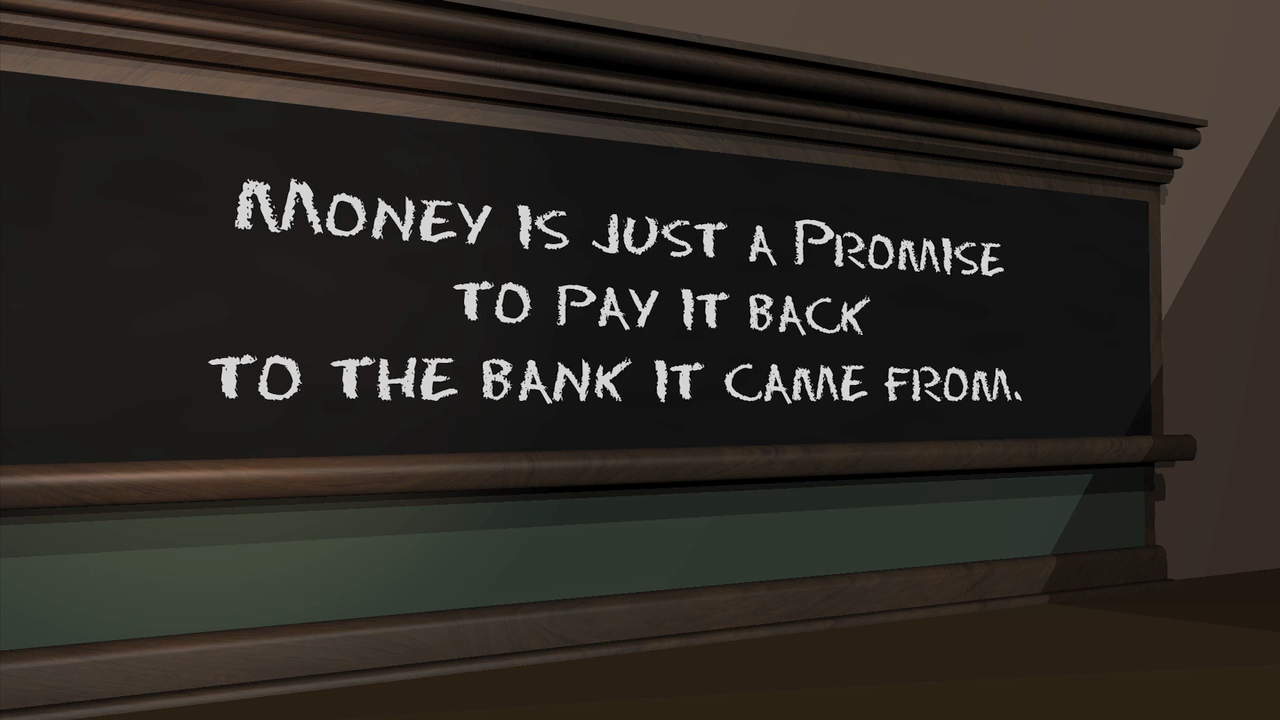 Money is just a Promise
to pay it back
to the bank it came from.